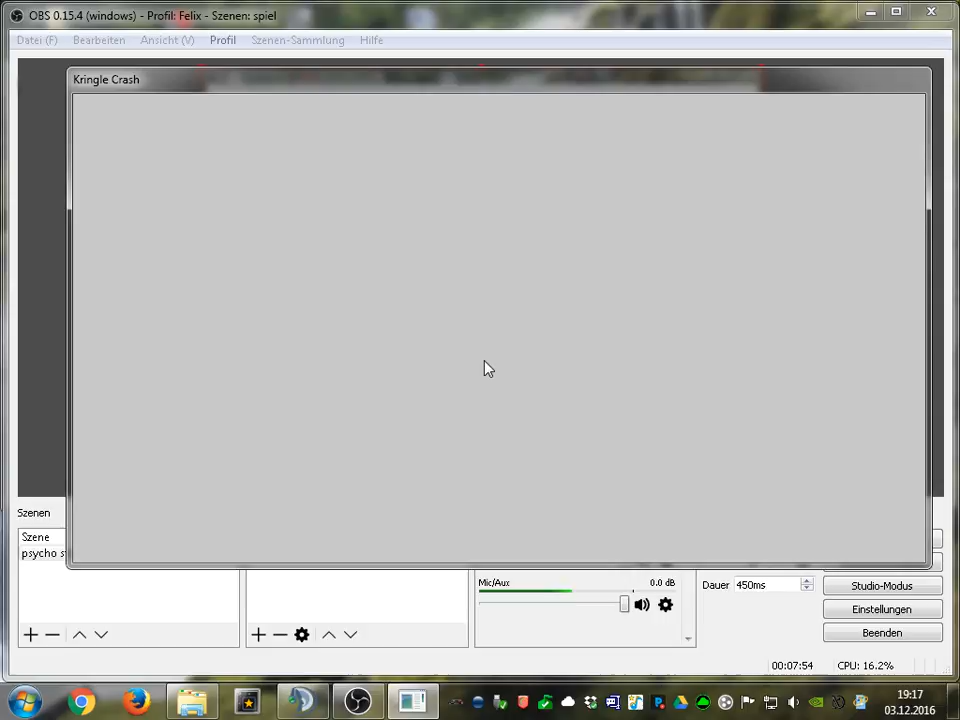 OBS 0.15.4 (windows) - Profil: Felix - Szenen: spiel
Datei (F) Bearbeiten Ansicht (V) Profil Szenen-Sammlung Hilfe
Kringle Crash
Szenen
Szene
psycho
Mic/Aux 0.0 dB
Dauer 450ms
Studio-Modus
Einstellungen
Beenden
00:07:54 CPU: 16.2%
19:17
03.12.2016